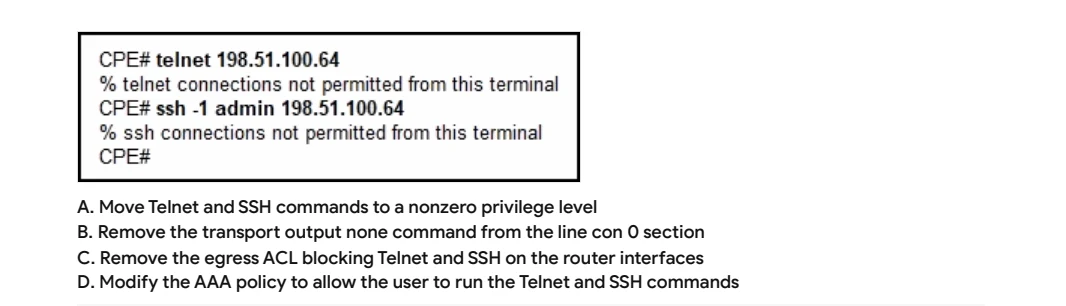 CPE# telnet 198.51.100.64
% telnet connections not permitted from this terminal
CPE# ssh -1 admin 198.51.100.64
% ssh connections not permitted from this terminal
CPE#
A. Move Telnet and SSH commands to a nonzero privilege level
B. Remove the transport output none command from the line con 0 section
C. Remove the egress ACL blocking Telnet and SSH on the router interfaces
D. Modify the AAA policy to allow the user to run the Telnet and SSH commands